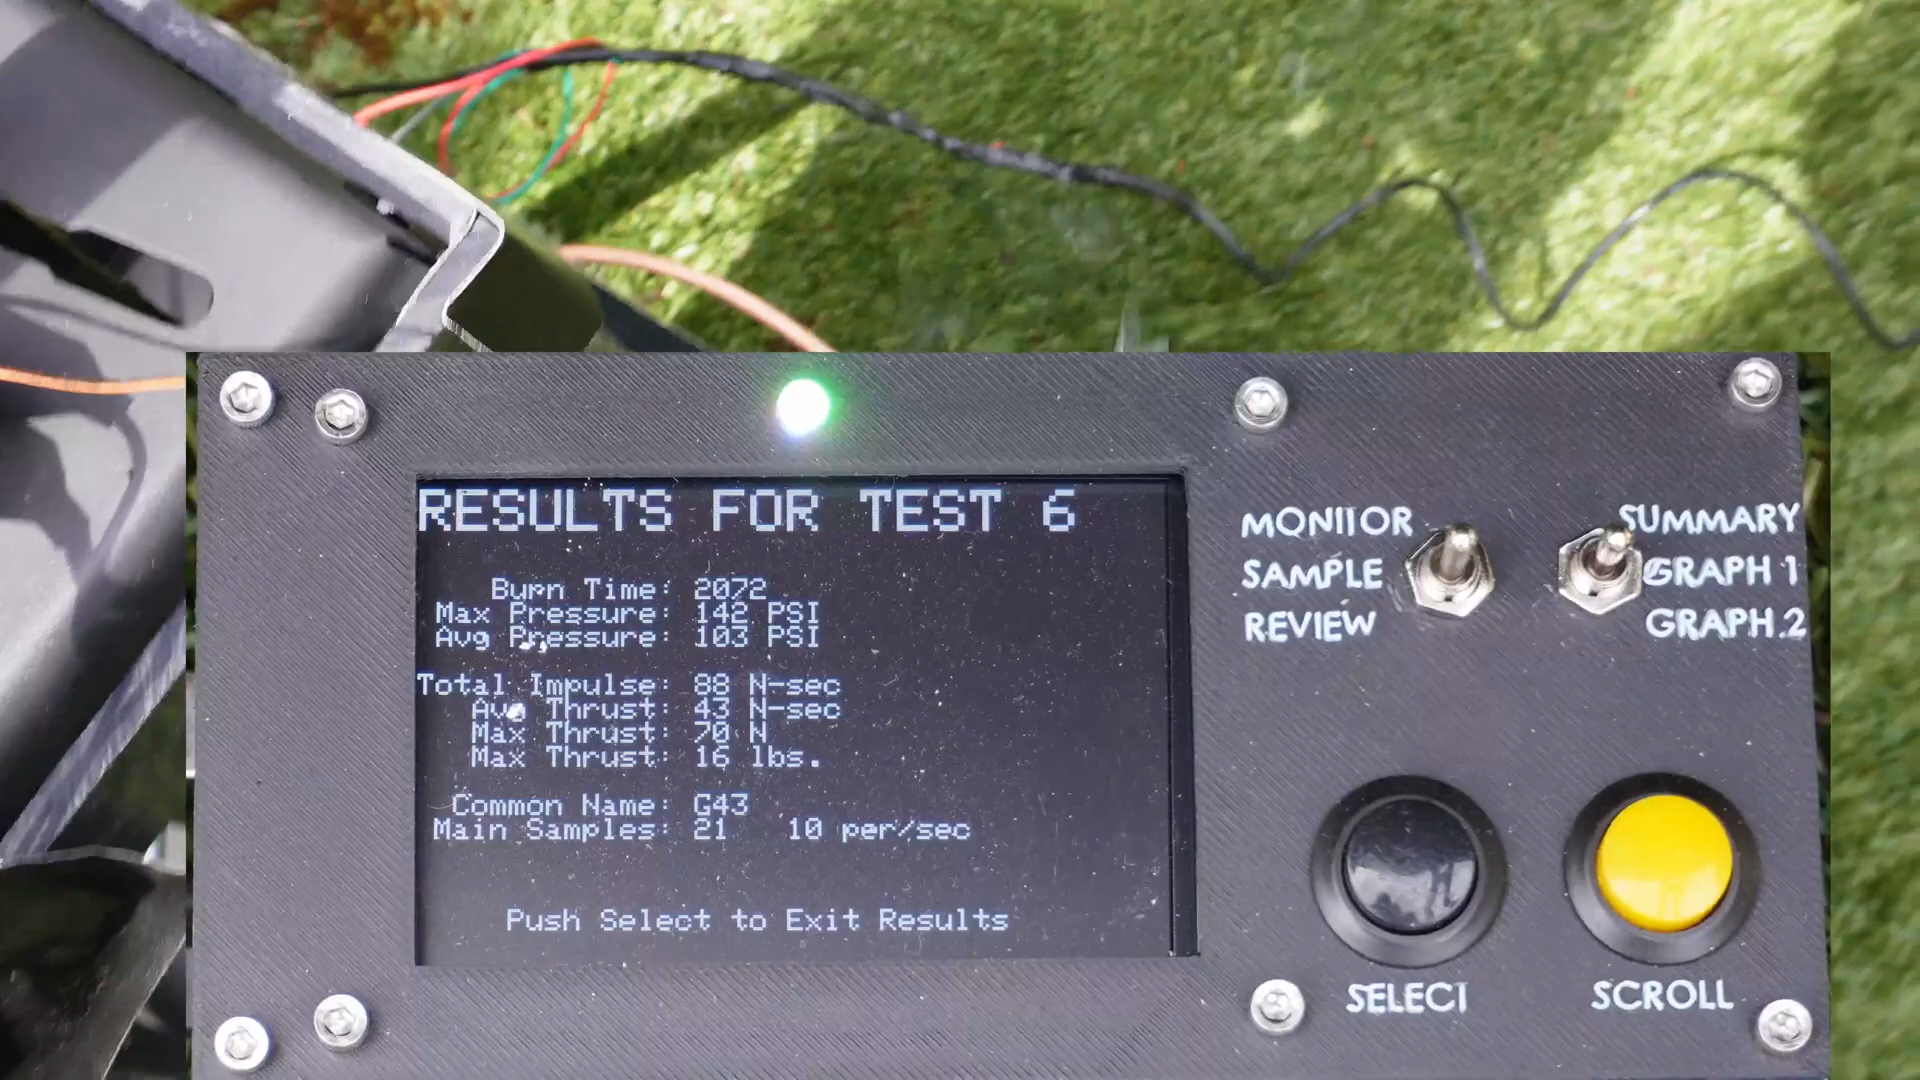 RESULTS FOR TEST 6
Burn Time: 2072
Max Pressure: 142 PSI
Avg Pressure: 103 PSI
Total Impulse: 88 N-sec
Avg Thrust: 43 N-sec
Max Thrust: 70 N
Max Thrust: 16 lbs.
Common Name: G43
Main Samples: 21 10 per/sec
Push Select to Exit Results
MONITOR
SAMPLE
REVIEW
SUMMARY
GRAPH 1
GRAPH 2
SELECT
SCROLL